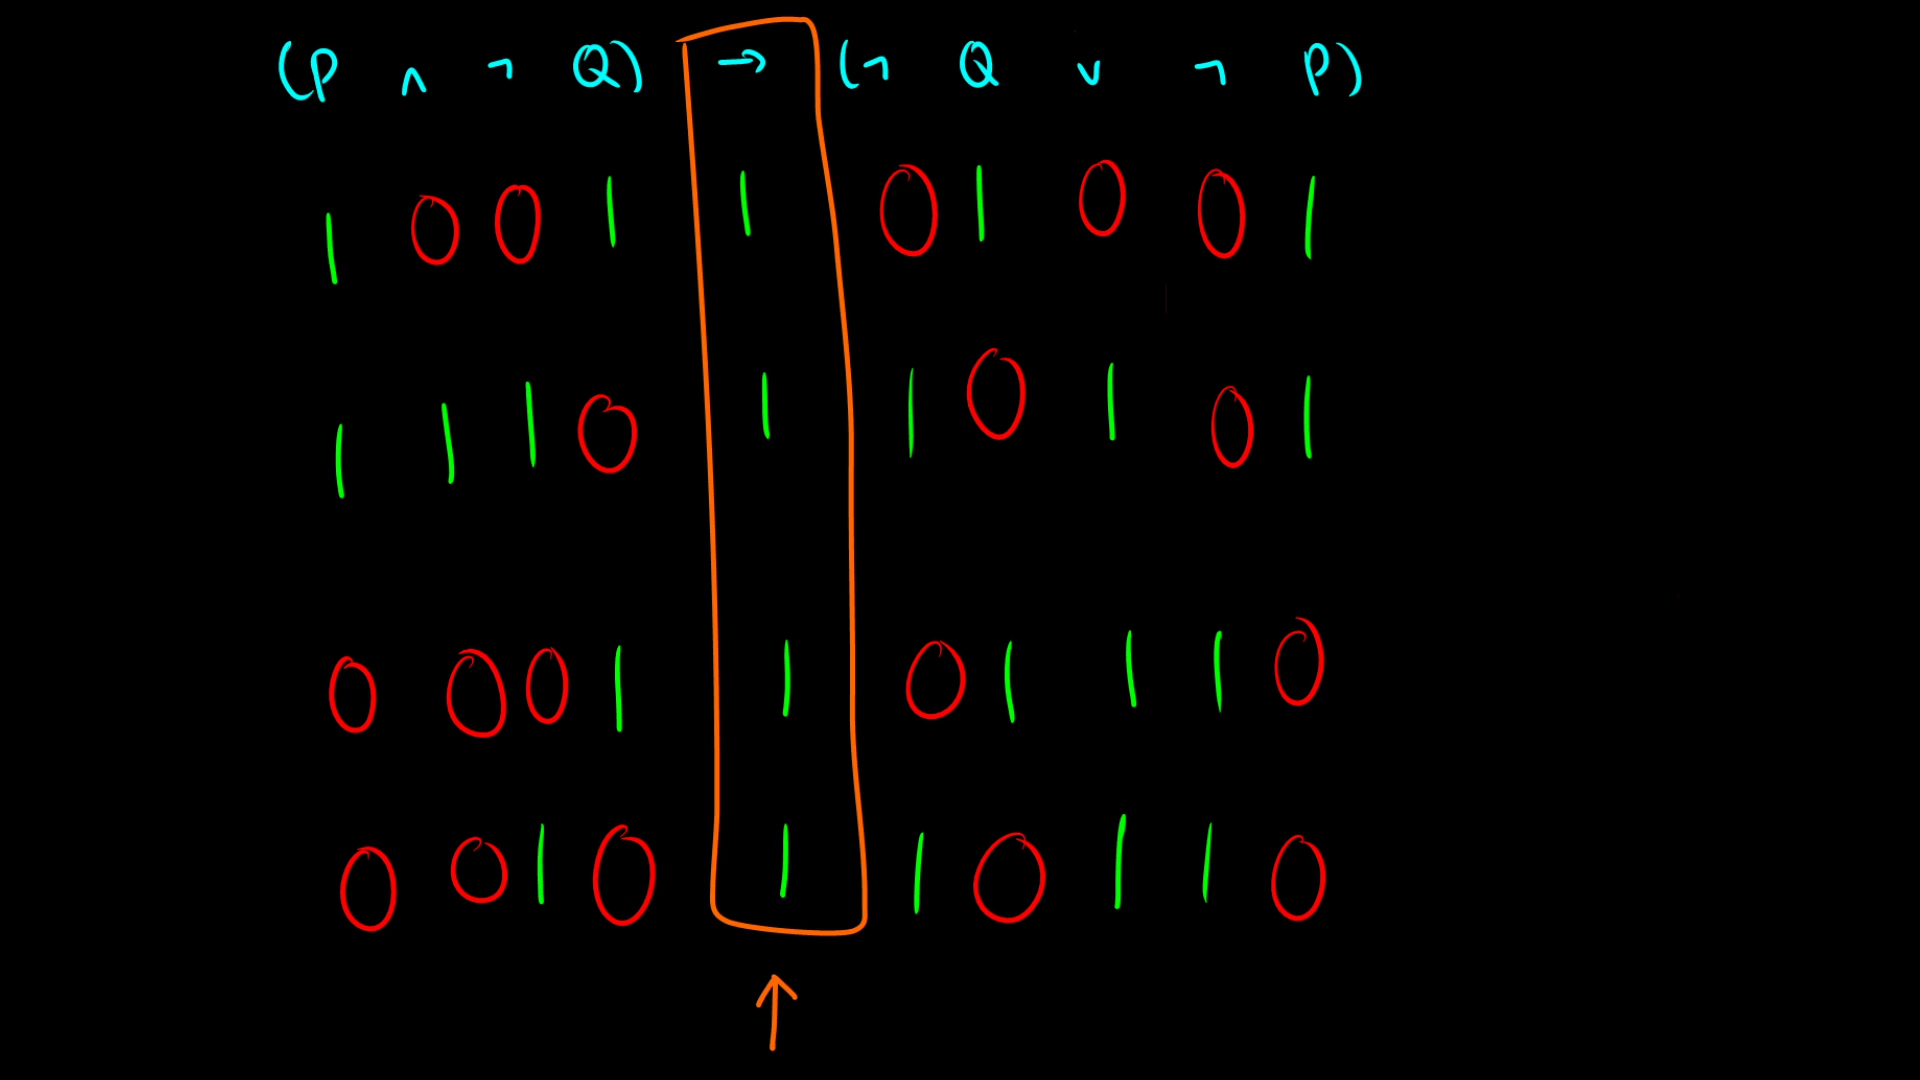 (P ∧ ¬ Q) → (¬ Q ∨ ¬ P)
1 0 0 1 1 0 1 0 0 1
1 1 1 0 1 1 0 1 0 1
0 0 0 1 1 0 1 1 1 0
0 0 1 0 1 1 0 1 1 0